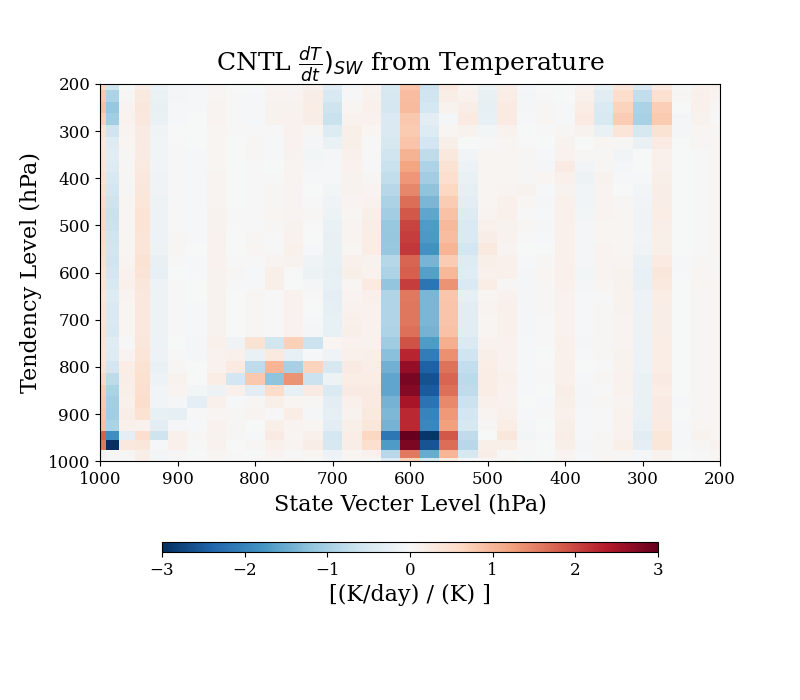 CNTL dT/dt)SW from Temperature
200
300
400
500
600
700
800
900
1000
Tendency Level (hPa)
1000 900 800 700 600 500 400 300 200
State Vecter Level (hPa)
−3 −2 −1 0 1 2 3
[(K/day) / (K) ]